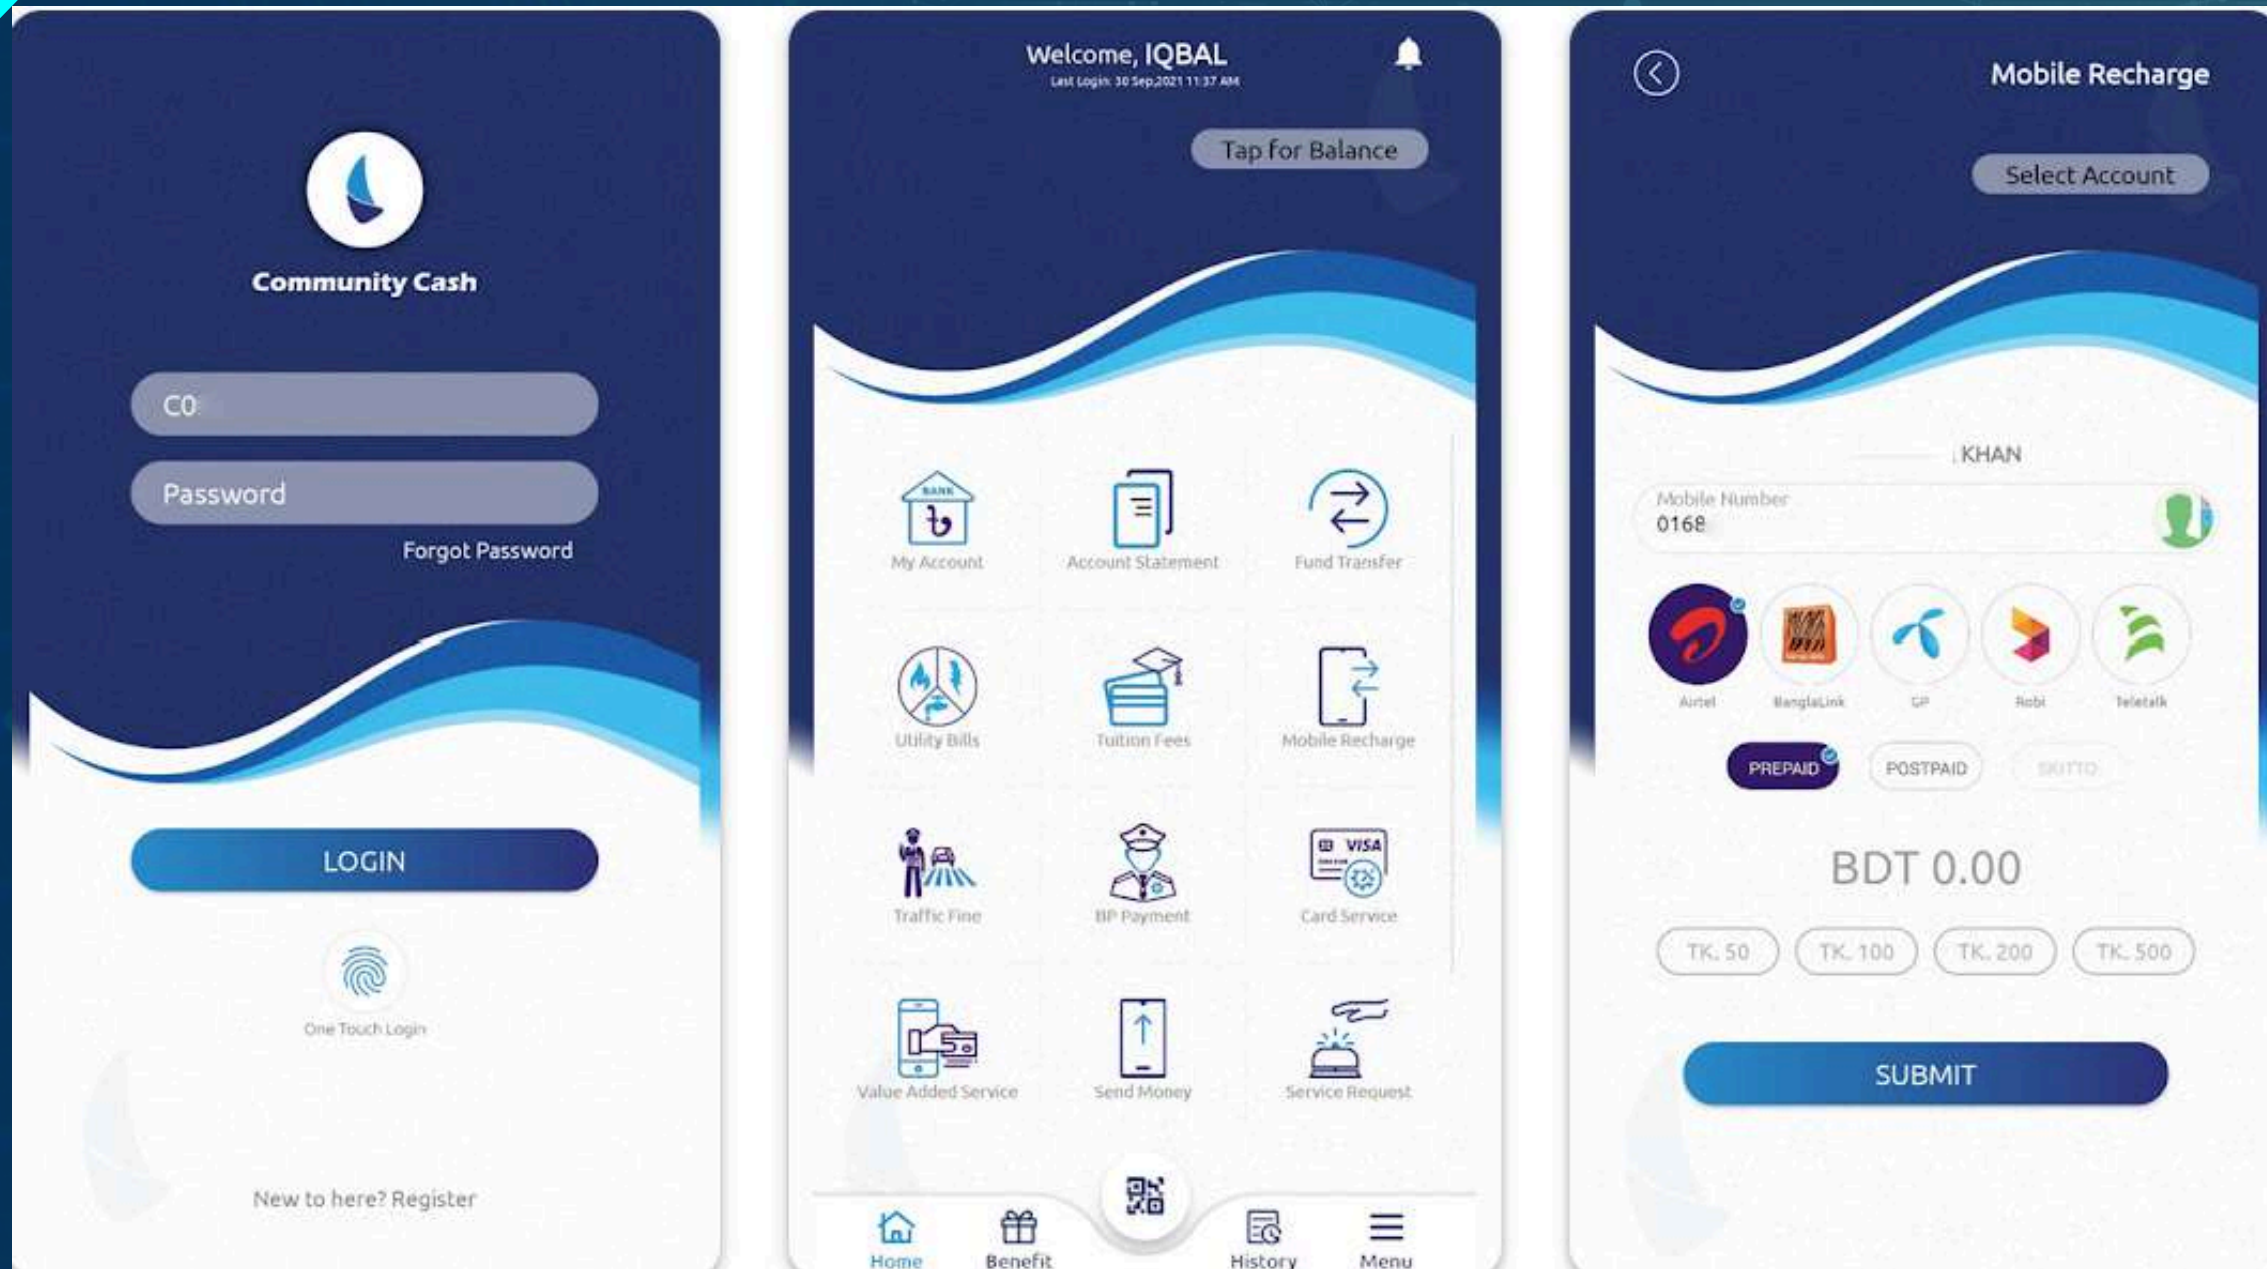 Community Cash
C0
Password
Forgot Password
LOGIN
One Touch Login
New to here? Register
Welcome, IQBAL
Last Login: 30 Sep,2021 11:37 AM
Tap for Balance
BANK
My Account
Account Statement
Fund Transfer
Utility Bills
Tuition Fees
Mobile Recharge
VISA
Traffic Fine
BP Payment
Card Service
Value Added Service
Send Money
Service Request
Home
Benefit
History
Menu
Mobile Recharge
Select Account
KHAN
Mobile Number
0168
Airtel
BanglaLink
GP
Robi
Teletalk
PREPAID
POSTPAID
SKITTO
BDT 0.00
TK. 50
TK. 100
TK. 200
TK. 500
SUBMIT